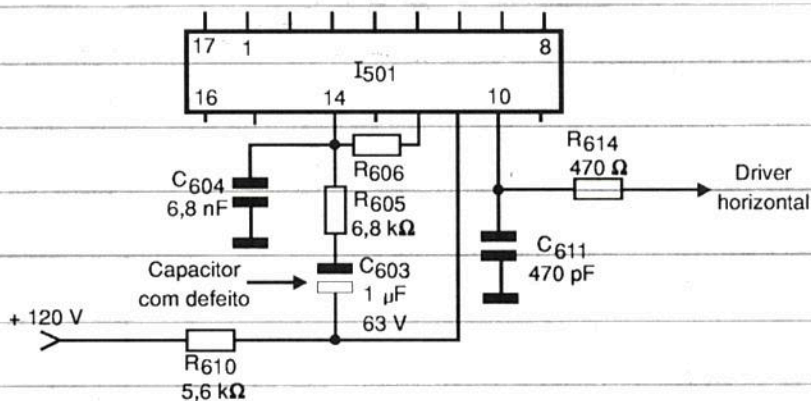 17 1 8
I501
16 14 10
R614
470 Ω
Driver
horizontal
R606
C604
6,8 nF
R605
6,8 kΩ
C611
470 pF
Capacitor
com defeito
C603
1 µF
63 V
+ 120 V
R610
5,6 kΩ